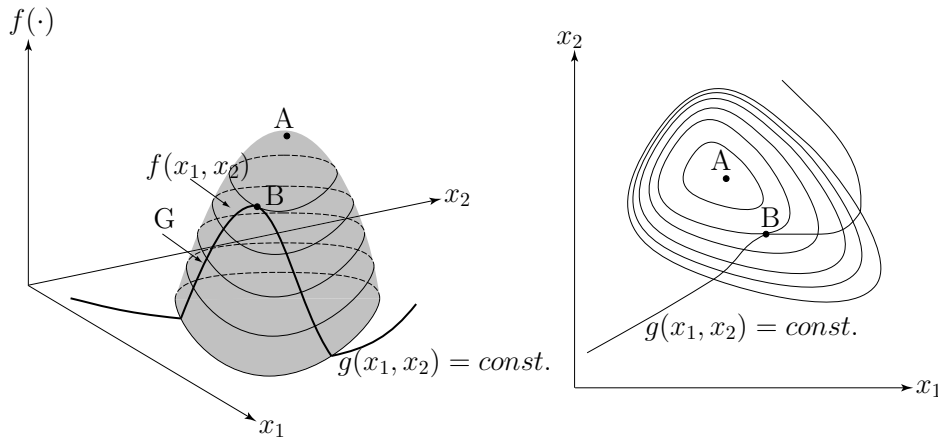 f(·)
A
f(x₁, x₂)
B
x₂
G
g(x₁, x₂) = const.
x₁
x₂
A
B
g(x₁, x₂) = const.
x₁